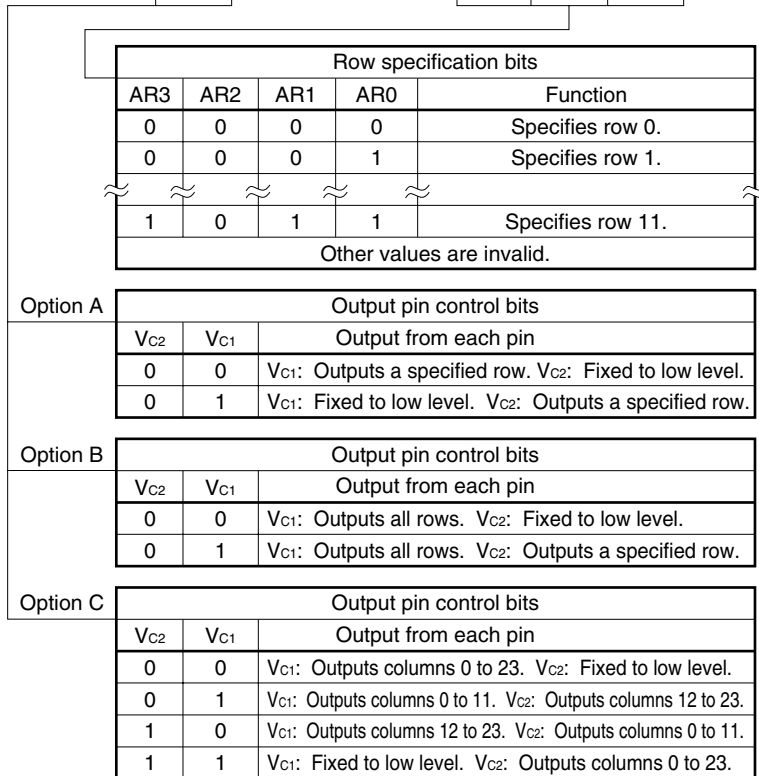 Row specification bits
AR3 AR2 AR1 AR0 Function
0 0 0 0 Specifies row 0.
0 0 0 1 Specifies row 1.
1 0 1 1 Specifies row 11.
Other values are invalid.
Option A Output pin control bits
VC2 VC1 Output from each pin
0 0 VC1: Outputs a specified row. VC2: Fixed to low level.
0 1 VC1: Fixed to low level. VC2: Outputs a specified row.
Option B Output pin control bits
VC2 VC1 Output from each pin
0 0 VC1: Outputs all rows. VC2: Fixed to low level.
0 1 VC1: Outputs all rows. VC2: Outputs a specified row.
Option C Output pin control bits
VC2 VC1 Output from each pin
0 0 VC1: Outputs columns 0 to 23. VC2: Fixed to low level.
0 1 VC1: Outputs columns 0 to 11. VC2: Outputs columns 12 to 23.
1 0 VC1: Outputs columns 12 to 23. VC2: Outputs columns 0 to 11.
1 1 VC1: Fixed to low level. VC2: Outputs columns 0 to 23.